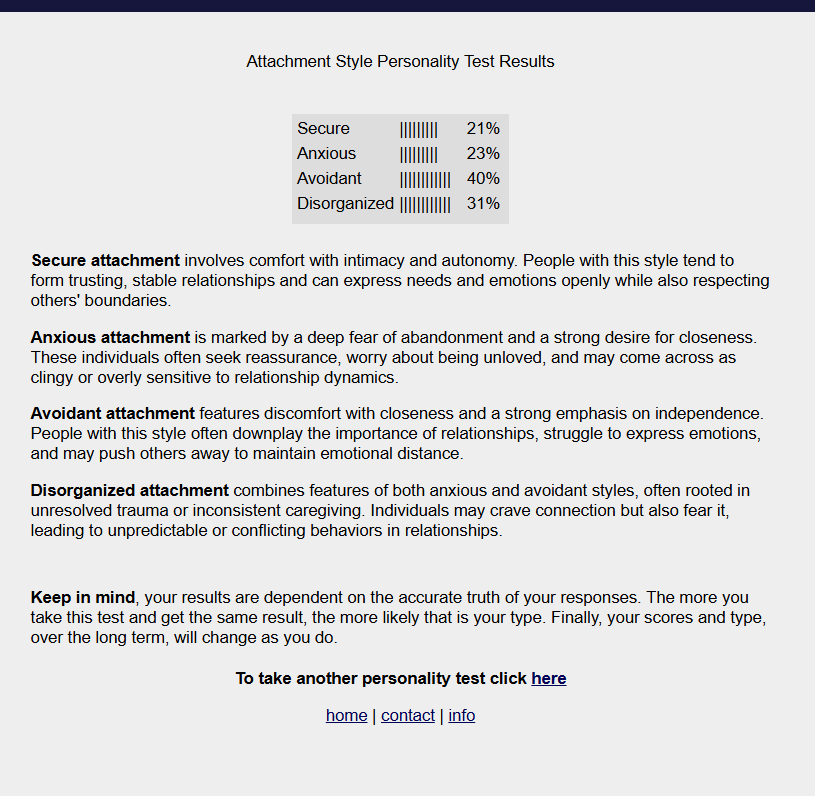 Attachment Style Personality Test Results
Secure ||||||||| 21%
Anxious ||||||||| 23%
Avoidant |||||||||||| 40%
Disorganized |||||||||||| 31%
Secure attachment involves comfort with intimacy and autonomy. People with this style tend to
form trusting, stable relationships and can express needs and emotions openly while also respecting
others' boundaries.
Anxious attachment is marked by a deep fear of abandonment and a strong desire for closeness.
These individuals often seek reassurance, worry about being unloved, and may come across as
clingy or overly sensitive to relationship dynamics.
Avoidant attachment features discomfort with closeness and a strong emphasis on independence.
People with this style often downplay the importance of relationships, struggle to express emotions,
and may push others away to maintain emotional distance.
Disorganized attachment combines features of both anxious and avoidant styles, often rooted in
unresolved trauma or inconsistent caregiving. Individuals may crave connection but also fear it,
leading to unpredictable or conflicting behaviors in relationships.
Keep in mind, your results are dependent on the accurate truth of your responses. The more you
take this test and get the same result, the more likely that is your type. Finally, your scores and type,
over the long term, will change as you do.
To take another personality test click here
home | contact | info